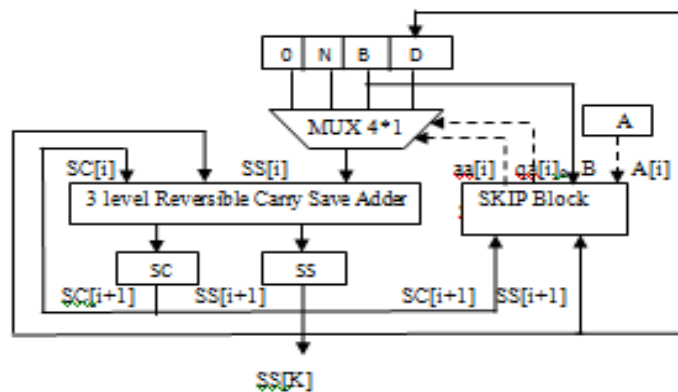 0 N B D
MUX 4*1
A
SC[i] SS[i] aa[i] qa[i] B A[i]
3 level Reversible Carry Save Adder
SKIP Block
SC SS
SC[i+1] SS[i+1] SC[i+1] SS[i+1]
SS[K]